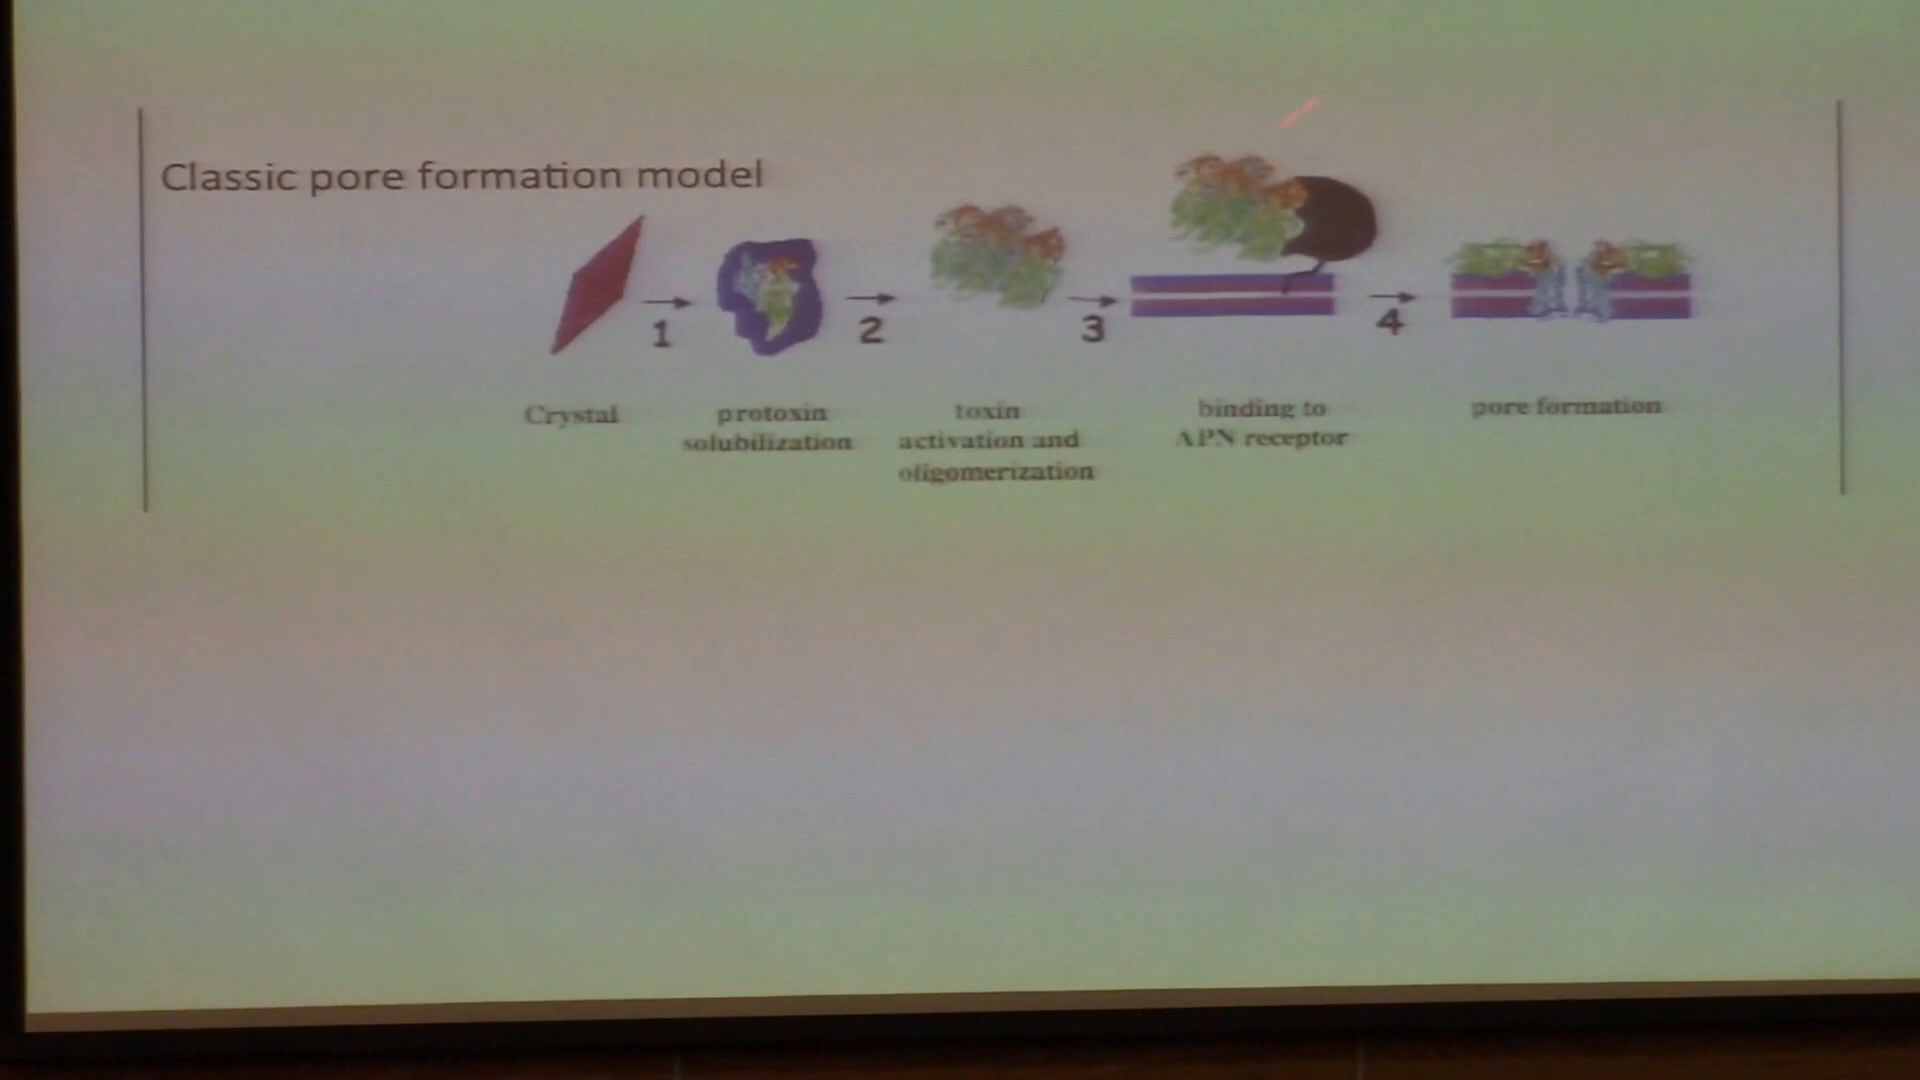 Classic pore formation model
1
2
3
4
Crystal
protoxin
solubilization
toxin
activation and
oligomerization
binding to
APN receptor
pore formation